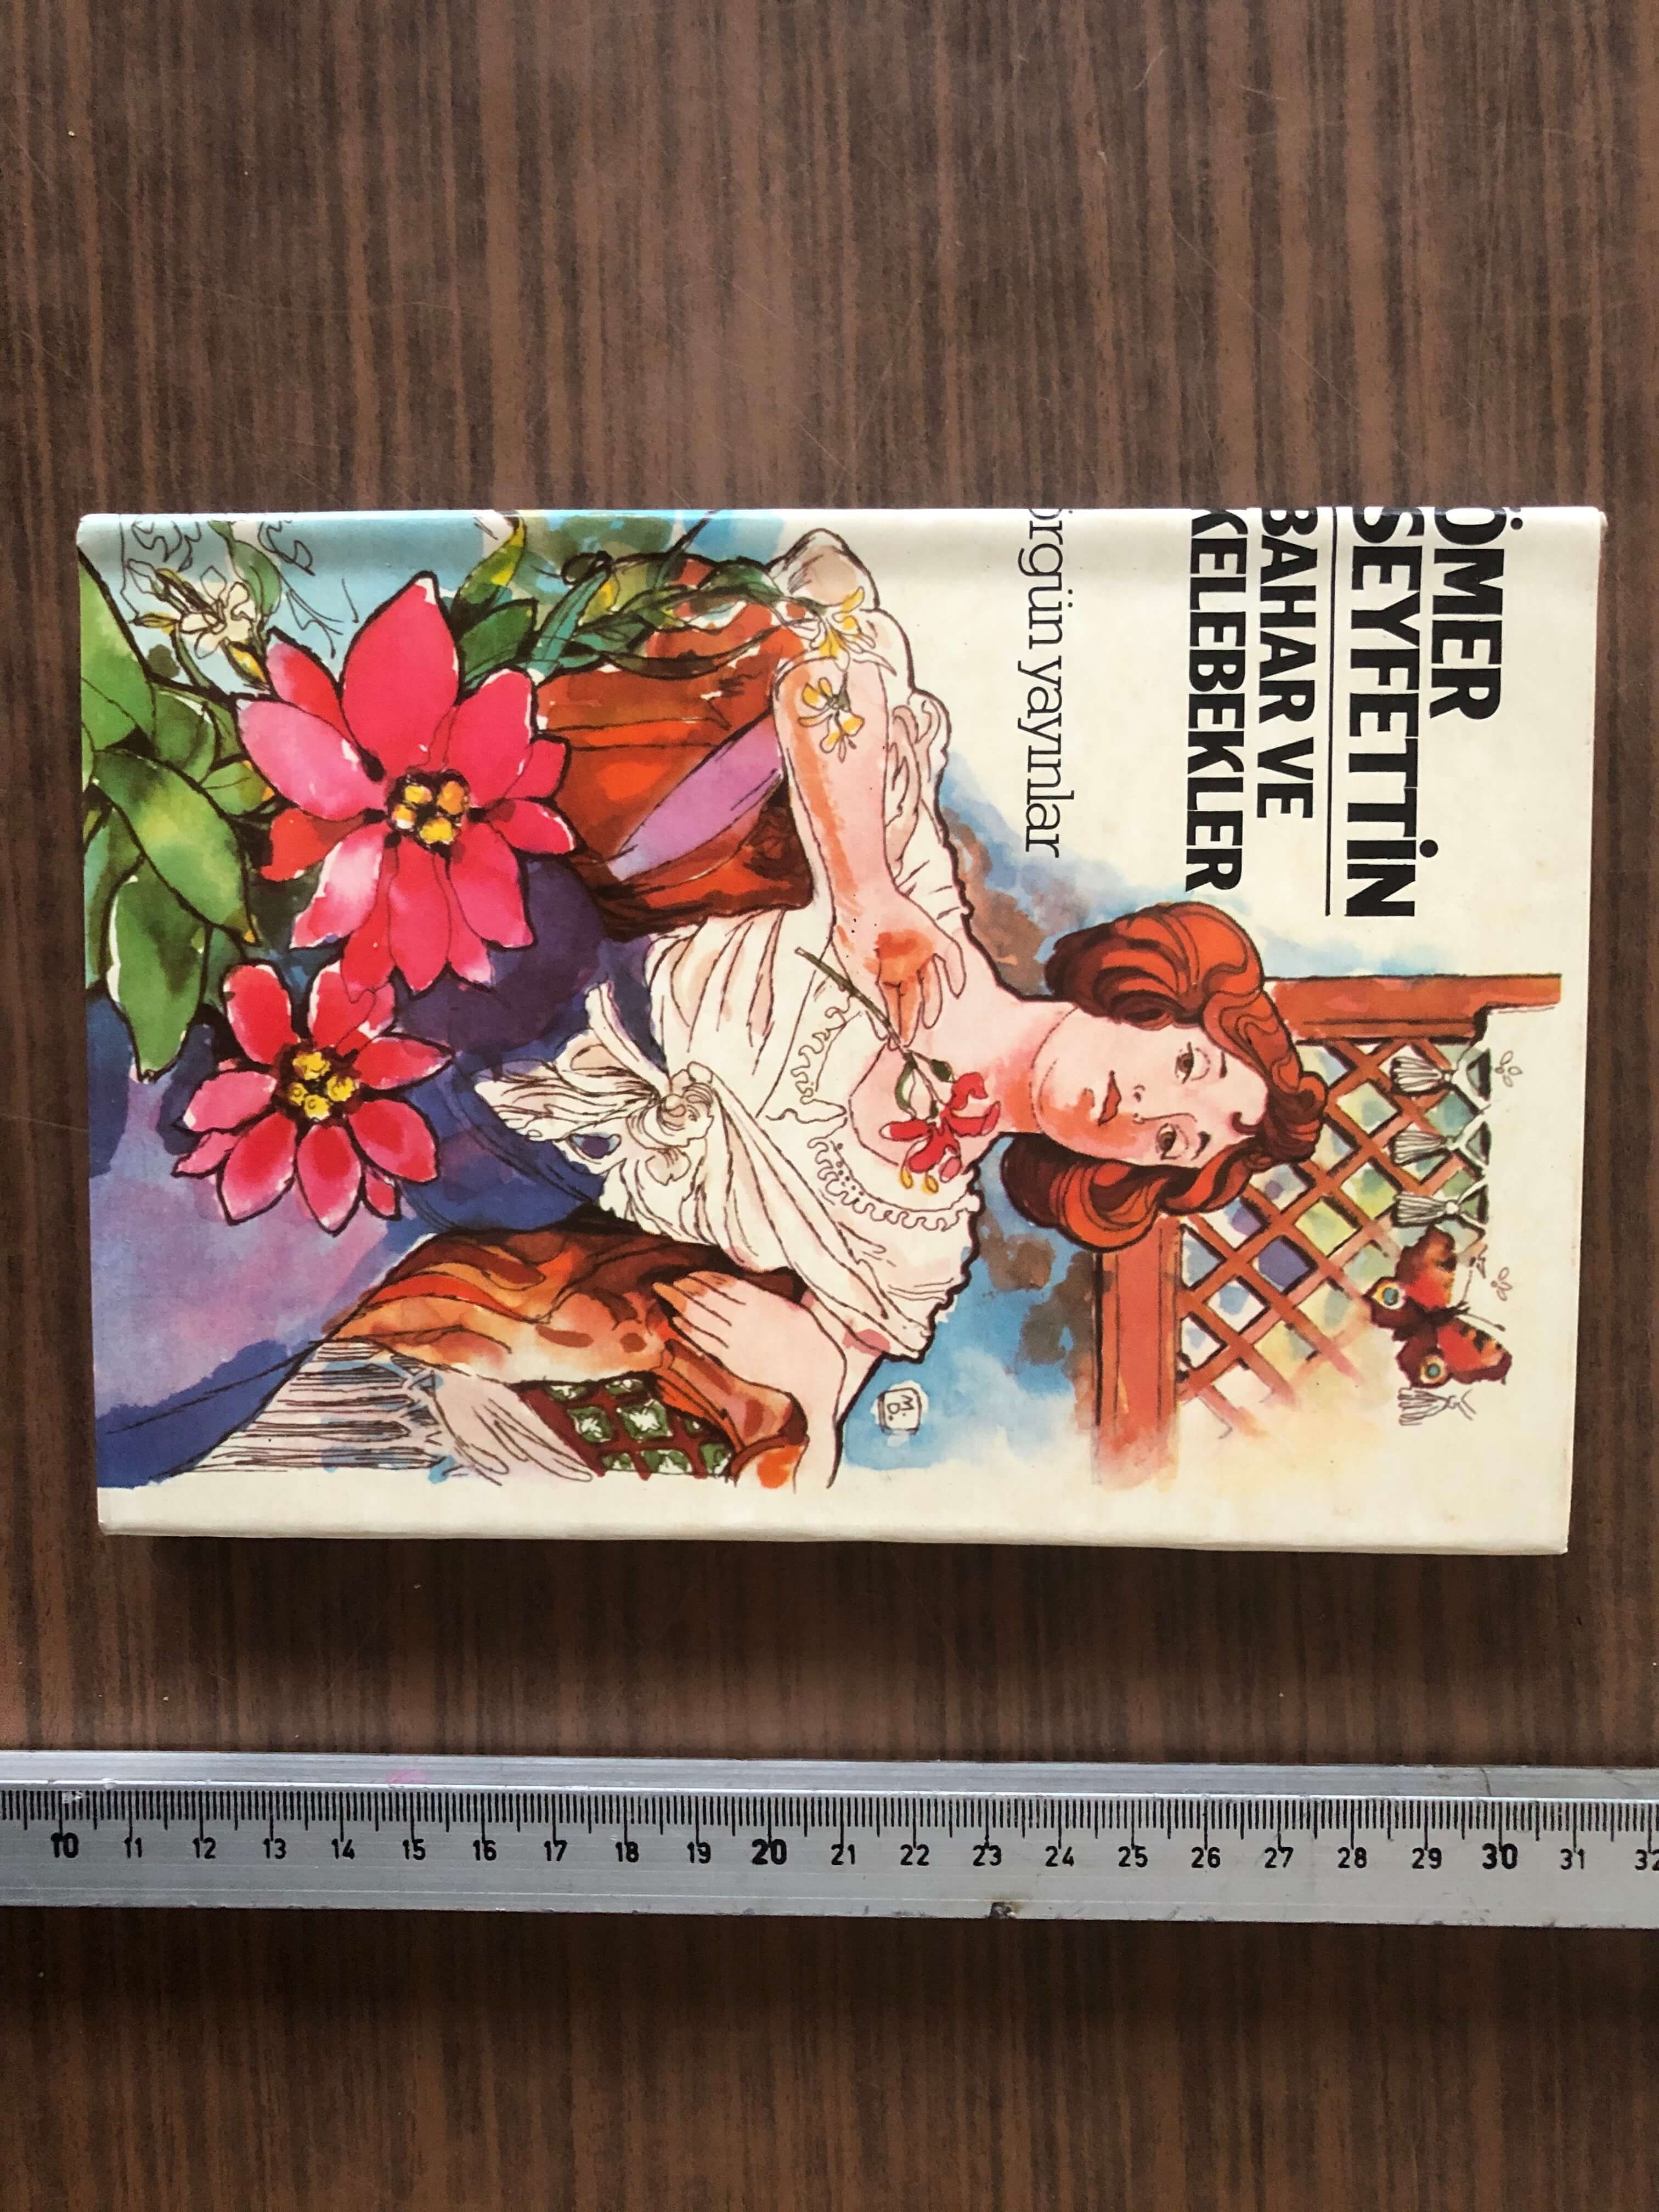 ÖMER
SEYFETTİN
BAHAR VE
KELEBEKLER
örgün yayınlar
M.D.
10 11 12 13 14 15 16 17 18 19 20 21 22 23 24 25 26 27 28 29 30 31 32